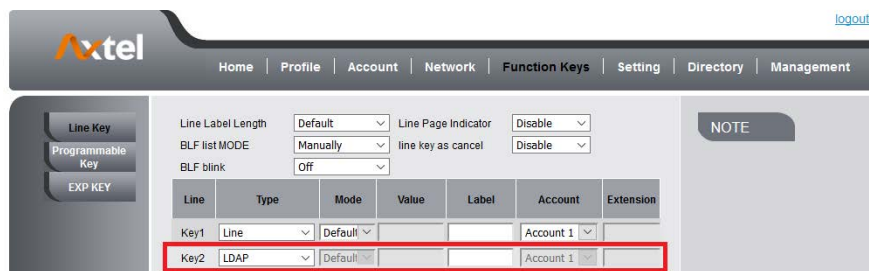 logout
Axtel
Home | Profile | Account | Network | Function Keys | Setting | Directory | Management
Line Key
Programmable Key
EXP KEY
Line Label Length Default Line Page Indicator Disable
BLF list MODE Manually line key as cancel Disable
BLF blink Off
NOTE
Line Type Mode Value Label Account Extension
Key1 Line Default Account 1
Key2 LDAP Default Account 1